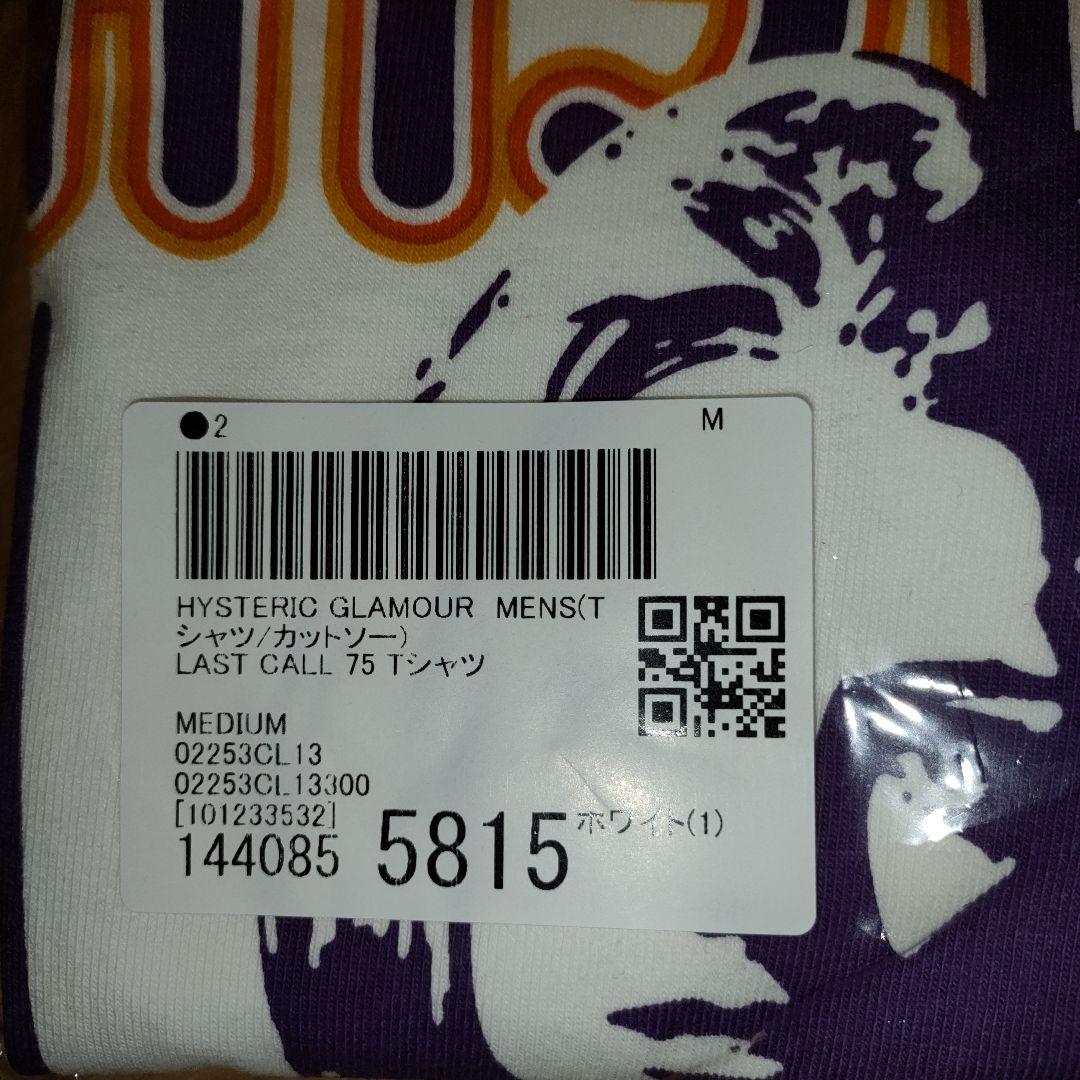 ●2 M
HYSTERIC GLAMOUR MENS(T
シャツ/カットソー)
LAST CALL 75 Tシャツ
MEDIUM
02253CL13
02253CL13300
[101233532]
144085 5815 ホワイト(1)